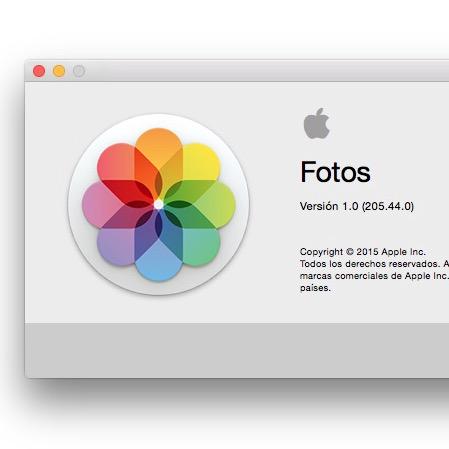 Fotos
Versión 1.0 (205.44.0)
Copyright © 2015 Apple Inc.
Todos los derechos reservados. A
marcas comerciales de Apple Inc.
países.